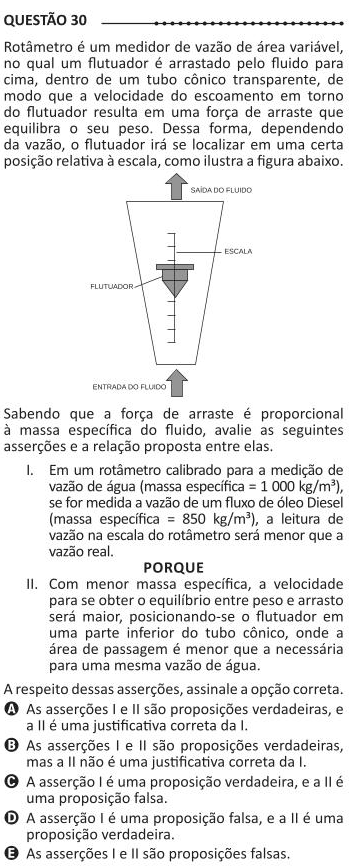 QUESTÃO 30
Rotâmetro é um medidor de vazão de área variável,
no qual um flutuador é arrastado pelo fluido para
cima, dentro de um tubo cônico transparente, de
modo que a velocidade do escoamento em torno
do flutuador resulta em uma força de arraste que
equilibra o seu peso. Dessa forma, dependendo
da vazão, o flutuador irá se localizar em uma certa
posição relativa à escala, como ilustra a figura abaixo.
SAÍDA DO FLUIDO
ESCALA
FLUTUADOR
ENTRADA DO FLUIDO
Sabendo que a força de arraste é proporcional
à massa específica do fluido, avalie as seguintes
asserções e a relação proposta entre elas.
I. Em um rotâmetro calibrado para a medição de
vazão de água (massa específica = 1 000 kg/m³),
se for medida a vazão de um fluxo de óleo Diesel
(massa específica = 850 kg/m³), a leitura de
vazão na escala do rotâmetro será menor que a
vazão real.
PORQUE
II. Com menor massa específica, a velocidade
para se obter o equilíbrio entre peso e arrasto
será maior, posicionando-se o flutuador em
uma parte inferior do tubo cônico, onde a
área de passagem é menor que a necessária
para uma mesma vazão de água.
A respeito dessas asserções, assinale a opção correta.
A As asserções I e II são proposições verdadeiras, e
a II é uma justificativa correta da I.
B As asserções I e II são proposições verdadeiras,
mas a II não é uma justificativa correta da I.
C A asserção I é uma proposição verdadeira, e a II é
uma proposição falsa.
D A asserção I é uma proposição falsa, e a II é uma
proposição verdadeira.
E As asserções I e II são proposições falsas.